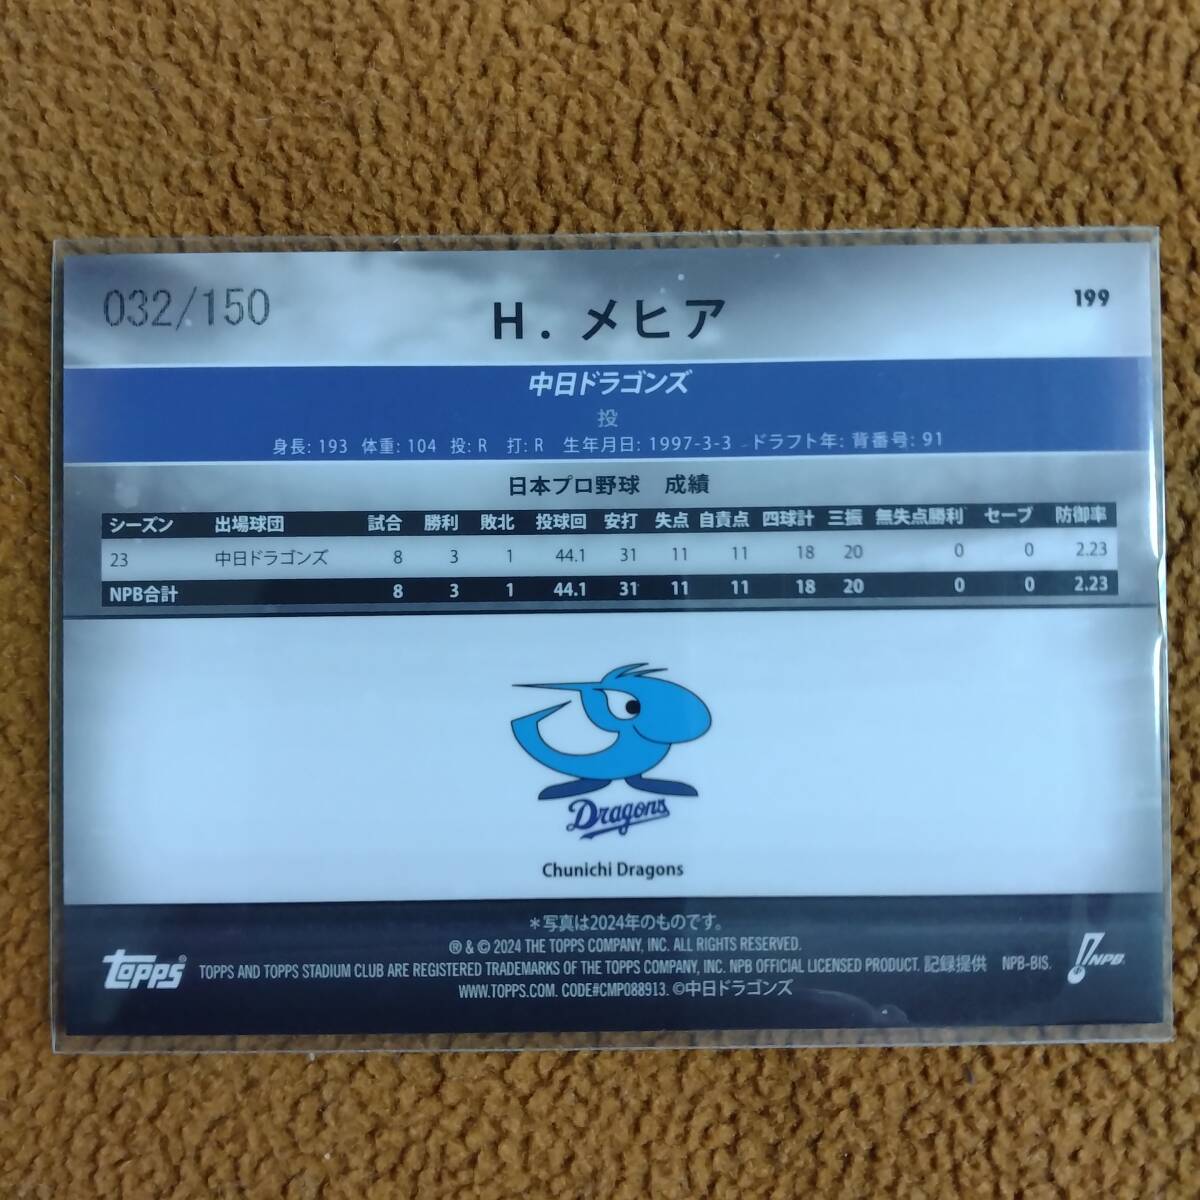 032/150
H. メヒア
199
中日ドラゴンズ
投
身長: 193 体重: 104 投: R 打: R 生年月日: 1997-3-3 ドラフト年: 背番号: 91
日本プロ野球 成績
シーズン 出場球団 試合 勝利 敗北 投球回 安打 失点 自責点 四球計 三振 無失点勝利 セーブ 防御率
23 中日ドラゴンズ 8 3 1 44.1 31 11 11 18 20 0 0 2.23
NPB合計 8 3 1 44.1 31 11 11 18 20 0 0 2.23
Dragons
Chunichi Dragons
＊写真は2024年のものです。
® & © 2024 THE TOPPS COMPANY, INC. ALL RIGHTS RESERVED.
topps® TOPPS AND TOPPS STADIUM CLUB ARE REGISTERED TRADEMARKS OF THE TOPPS COMPANY, INC. NPB OFFICIAL LICENSED PRODUCT. 記録提供 NPB-BIS. NPB
WWW.TOPPS.COM. CODE#CMP088913. ©中日ドラゴンズ